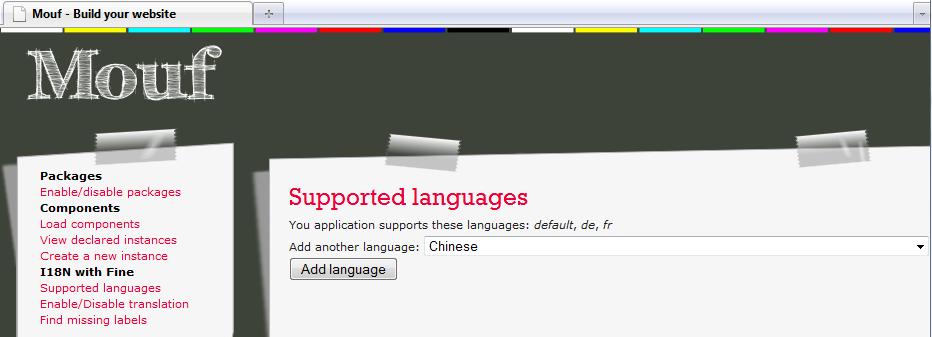 Mouf - Build your website
Mouf
Packages
Enable/disable packages
Components
Load components
View declared instances
Create a new instance
I18N with Fine
Supported languages
Enable/Disable translation
Find missing labels
Supported languages
You application supports these languages: default, de, fr
Add another language: Chinese
Add language